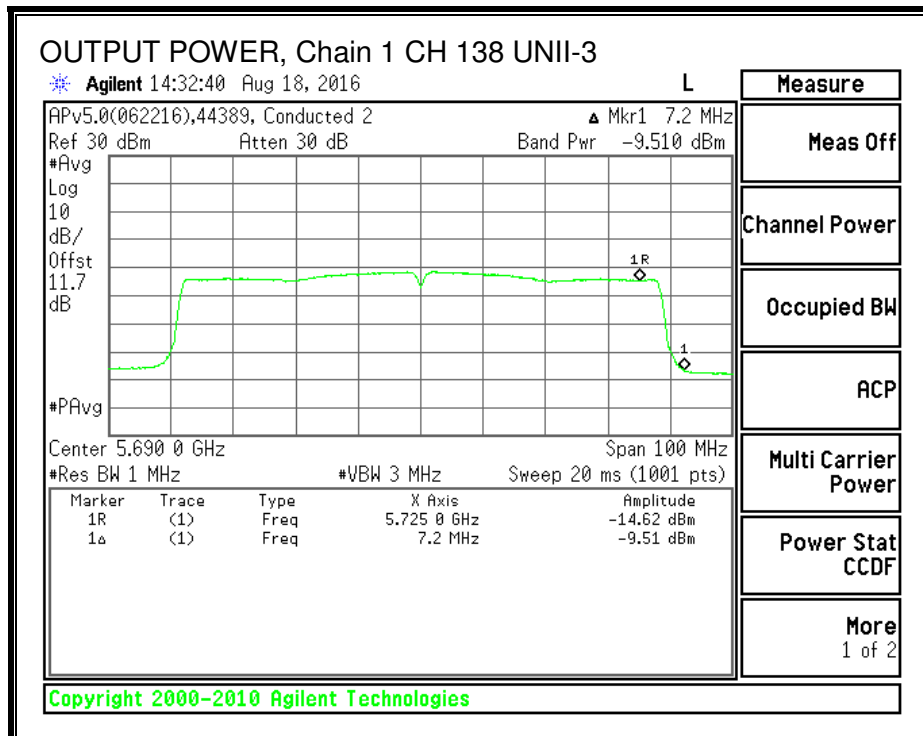 OUTPUT POWER, Chain 1 CH 138 UNII-3
Agilent 14:32:40 Aug 18, 2016 L
Measure
APv5.0(062216),44389, Conducted 2 Δ Mkr1 7.2 MHz
Ref 30 dBm Atten 30 dB Band Pwr -9.510 dBm
#Avg
Log
10
dB/
Offst
11.7
dB
#PAvg
1R
1
Center 5.690 0 GHz Span 100 MHz
#Res BW 1 MHz #VBW 3 MHz Sweep 20 ms (1001 pts)
Marker Trace Type X Axis Amplitude
1R (1) Freq 5.725 0 GHz -14.62 dBm
1Δ (1) Freq 7.2 MHz -9.51 dBm
Meas Off
Channel Power
Occupied BW
ACP
Multi Carrier
Power
Power Stat
CCDF
More
1 of 2
Copyright 2000-2010 Agilent Technologies